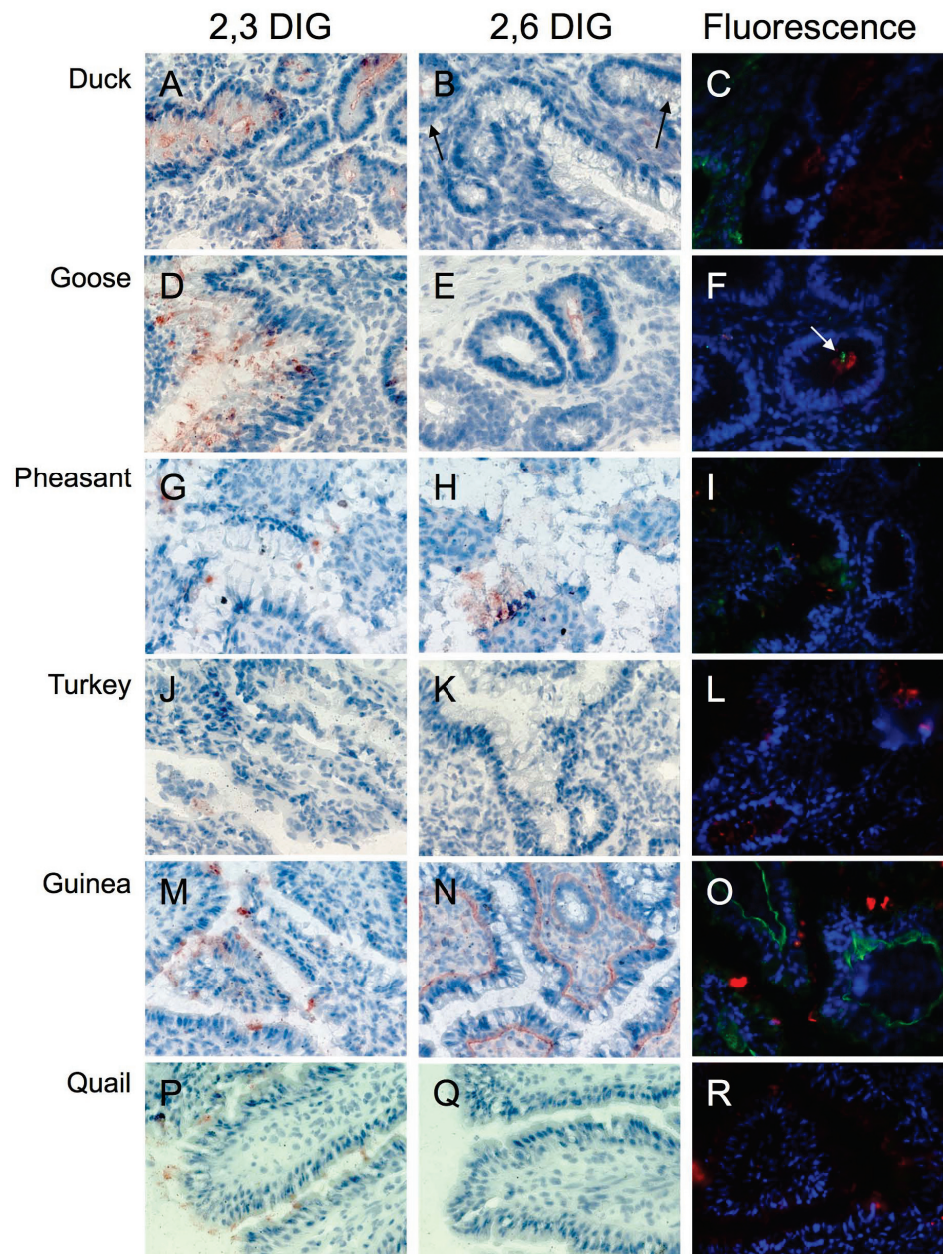 2,3 DIG 2,6 DIG Fluorescence
Duck A B C
Goose D E F
Pheasant G H I
Turkey J K L
Guinea M N O
Quail P Q R